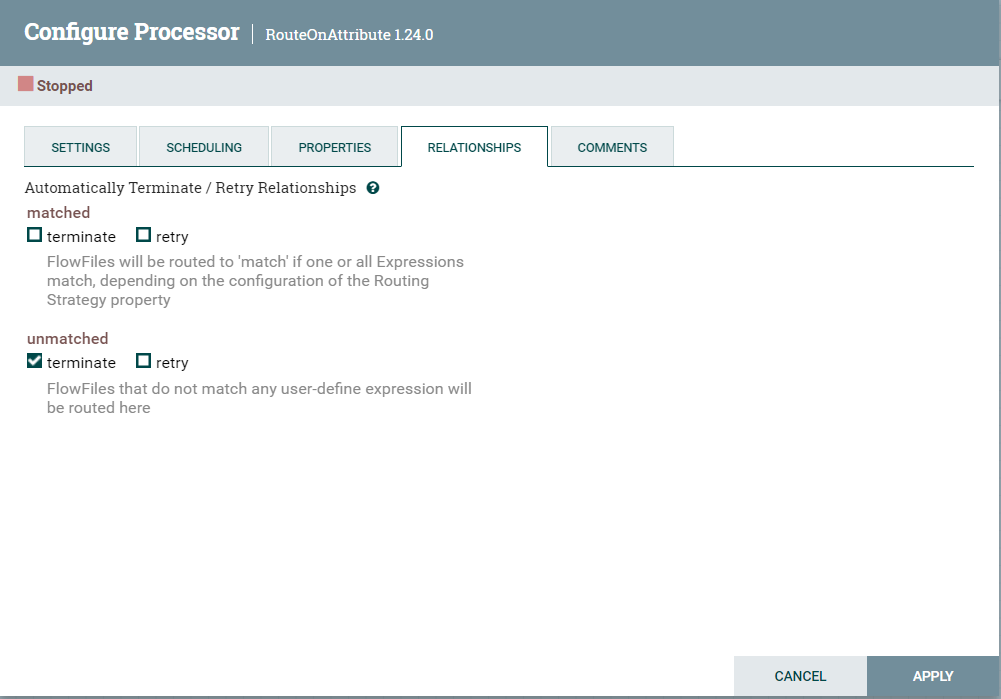 Configure Processor | RouteOnAttribute 1.24.0
Stopped
SETTINGS SCHEDULING PROPERTIES RELATIONSHIPS COMMENTS
Automatically Terminate / Retry Relationships ?
matched
terminate retry
FlowFiles will be routed to 'match' if one or all Expressions
match, depending on the configuration of the Routing
Strategy property
unmatched
terminate retry
FlowFiles that do not match any user-define expression will
be routed here
CANCEL APPLY